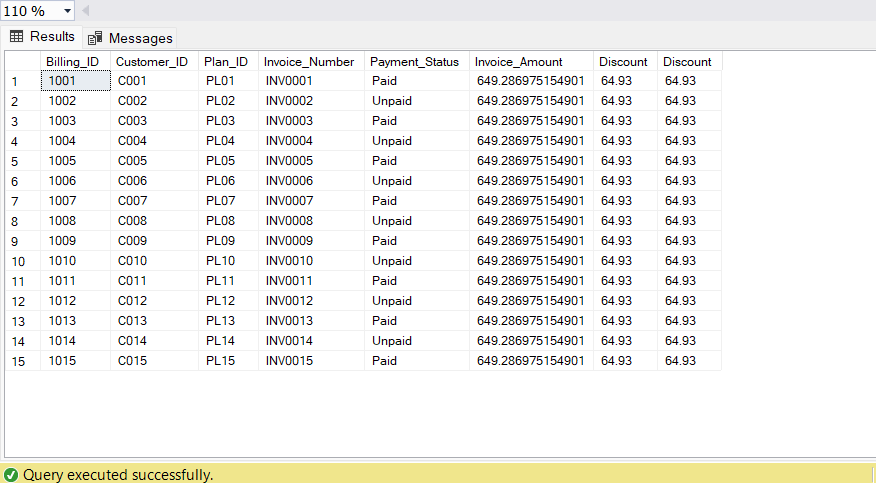 110 %
Results Messages
Billing_ID Customer_ID Plan_ID Invoice_Number Payment_Status Invoice_Amount Discount Discount
1 1001 C001 PL01 INV0001 Paid 649.286975154901 64.93 64.93
2 1002 C002 PL02 INV0002 Unpaid 649.286975154901 64.93 64.93
3 1003 C003 PL03 INV0003 Paid 649.286975154901 64.93 64.93
4 1004 C004 PL04 INV0004 Unpaid 649.286975154901 64.93 64.93
5 1005 C005 PL05 INV0005 Paid 649.286975154901 64.93 64.93
6 1006 C006 PL06 INV0006 Unpaid 649.286975154901 64.93 64.93
7 1007 C007 PL07 INV0007 Paid 649.286975154901 64.93 64.93
8 1008 C008 PL08 INV0008 Unpaid 649.286975154901 64.93 64.93
9 1009 C009 PL09 INV0009 Paid 649.286975154901 64.93 64.93
10 1010 C010 PL10 INV0010 Unpaid 649.286975154901 64.93 64.93
11 1011 C011 PL11 INV0011 Paid 649.286975154901 64.93 64.93
12 1012 C012 PL12 INV0012 Unpaid 649.286975154901 64.93 64.93
13 1013 C013 PL13 INV0013 Paid 649.286975154901 64.93 64.93
14 1014 C014 PL14 INV0014 Unpaid 649.286975154901 64.93 64.93
15 1015 C015 PL15 INV0015 Paid 649.286975154901 64.93 64.93
Query executed successfully.